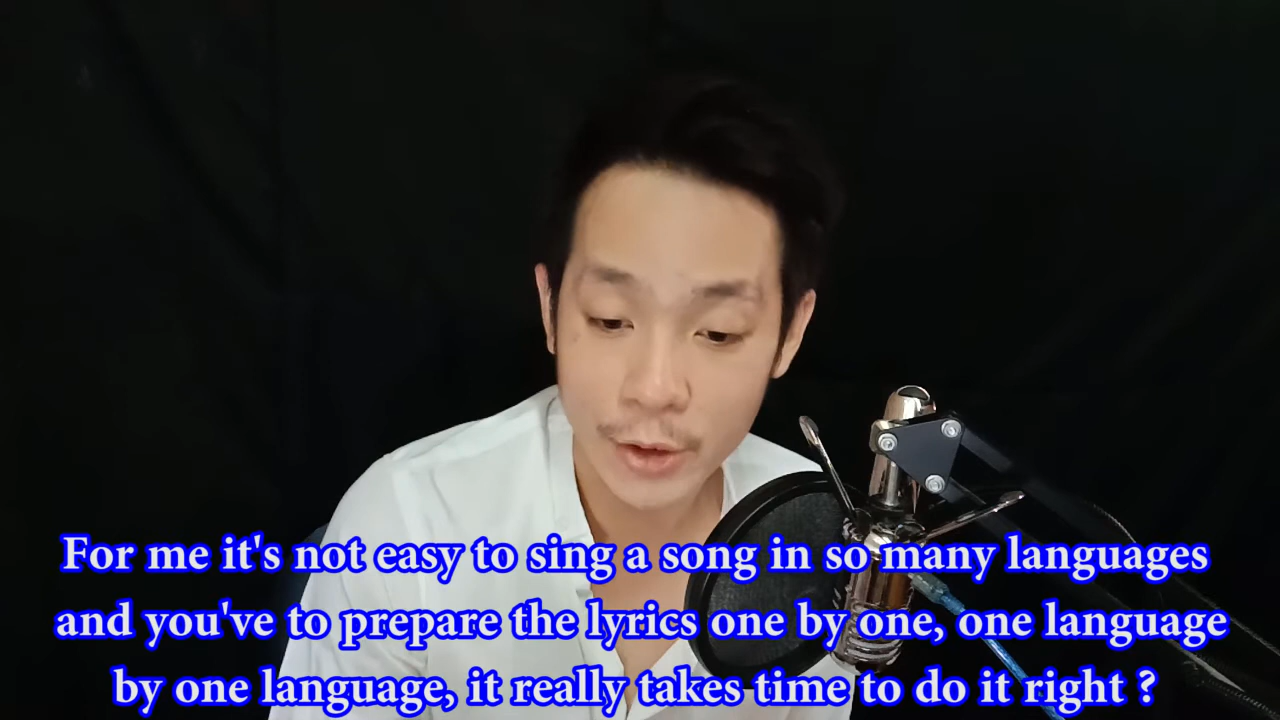 For me it's not easy to sing a song in so many languages
and you've to prepare the lyrics one by one, one language
by one language, it really takes time to do it right ?